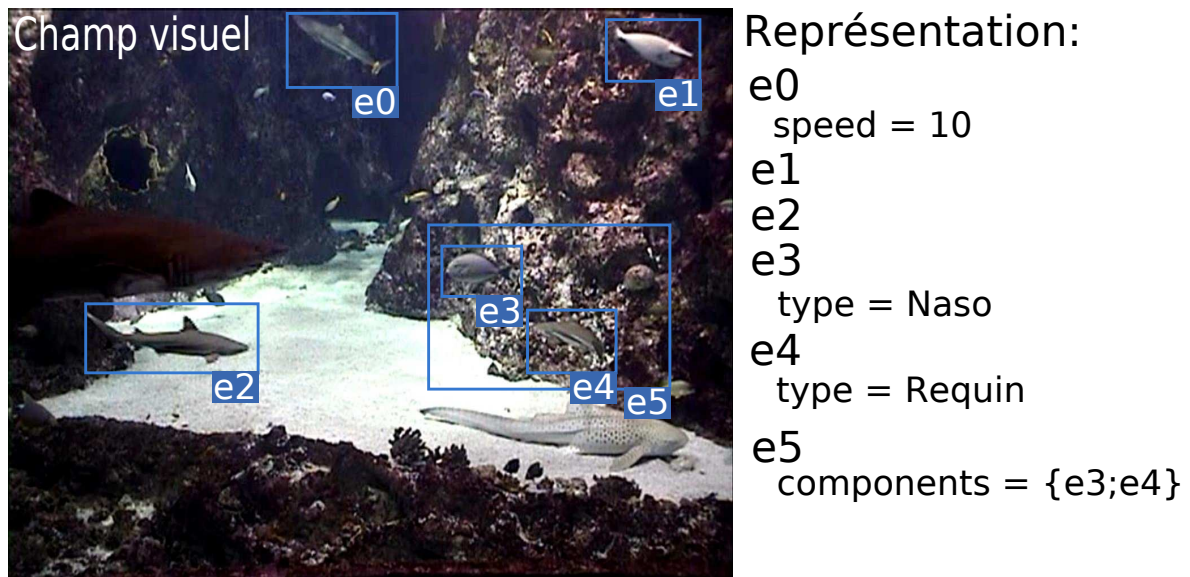 Champ visuel
e0
e1
e3
e4
e2
e5
Représentation:
e0
speed = 10
e1
e2
e3
type = Naso
e4
type = Requin
e5
components = {e3;e4}